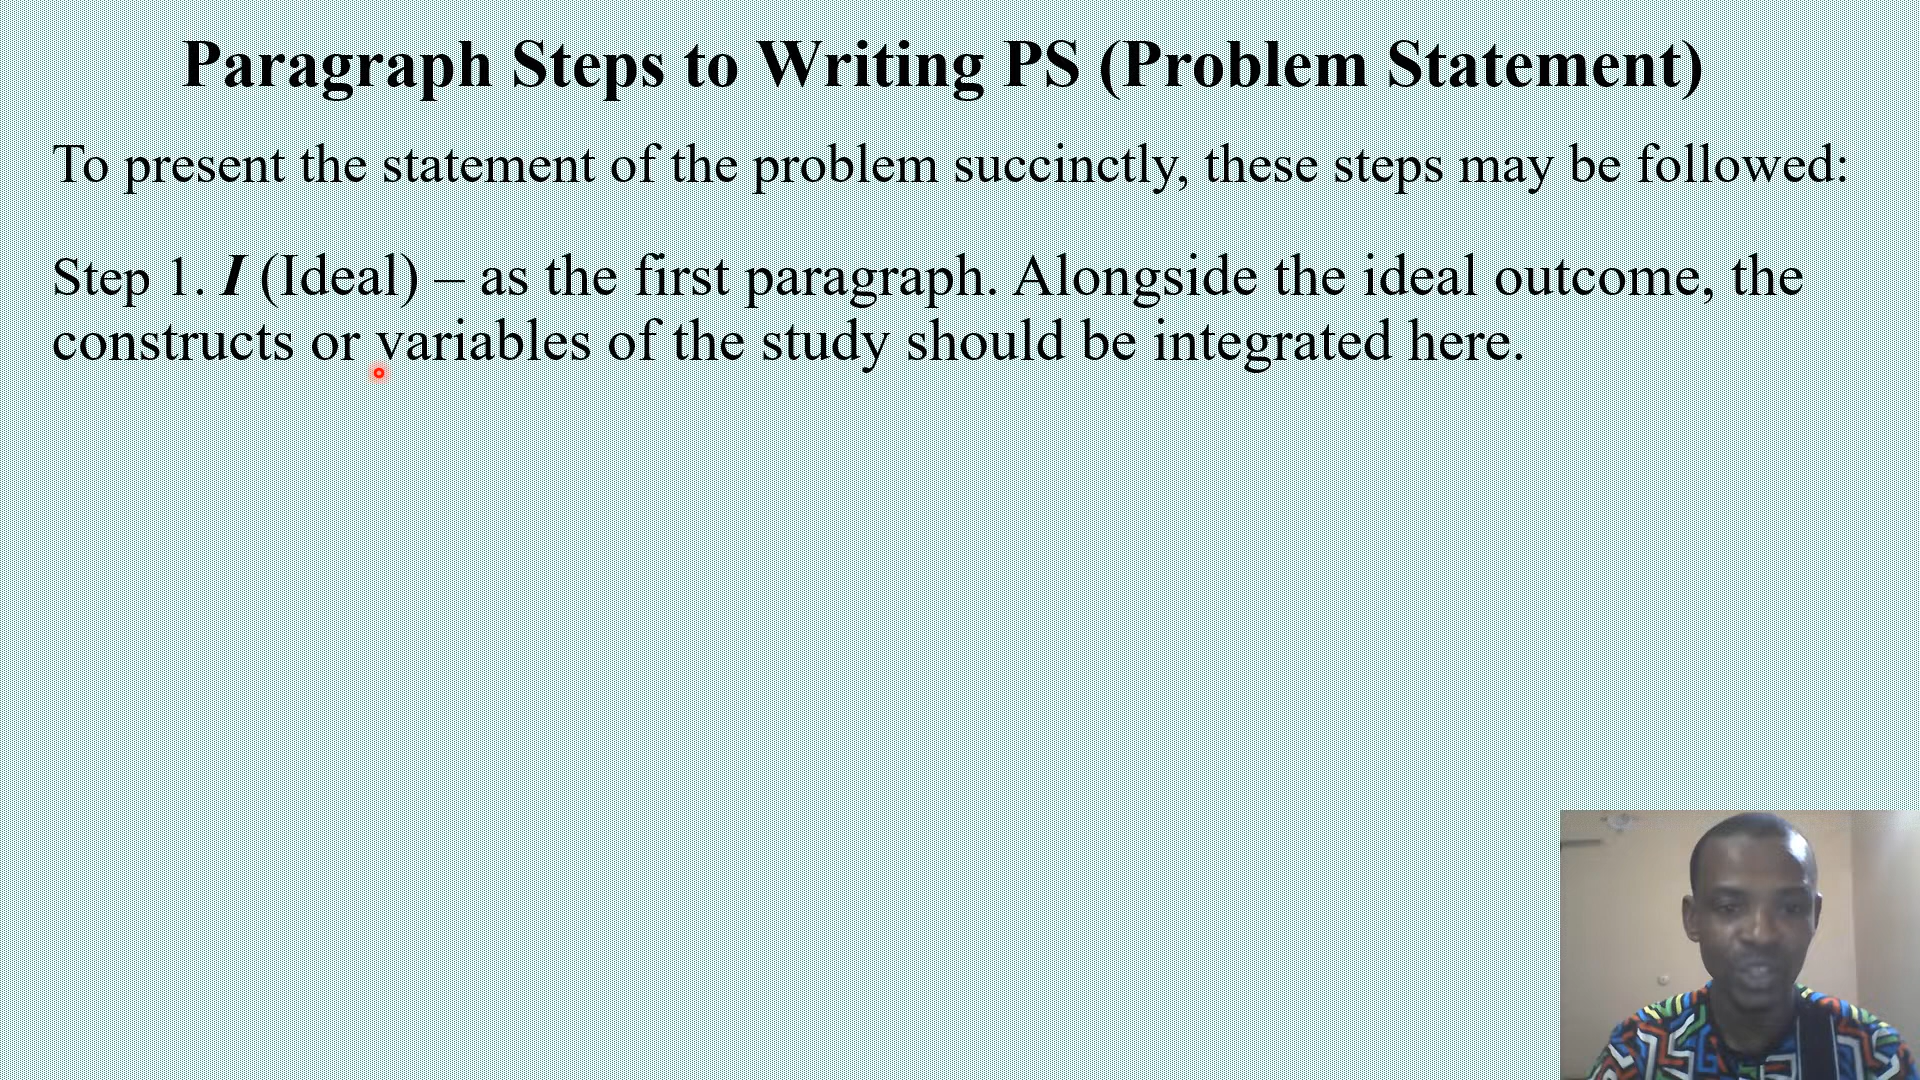 Paragraph Steps to Writing PS (Problem Statement)
To present the statement of the problem succinctly, these steps may be followed:
Step 1. I (Ideal) – as the first paragraph. Alongside the ideal outcome, the
constructs or variables of the study should be integrated here.